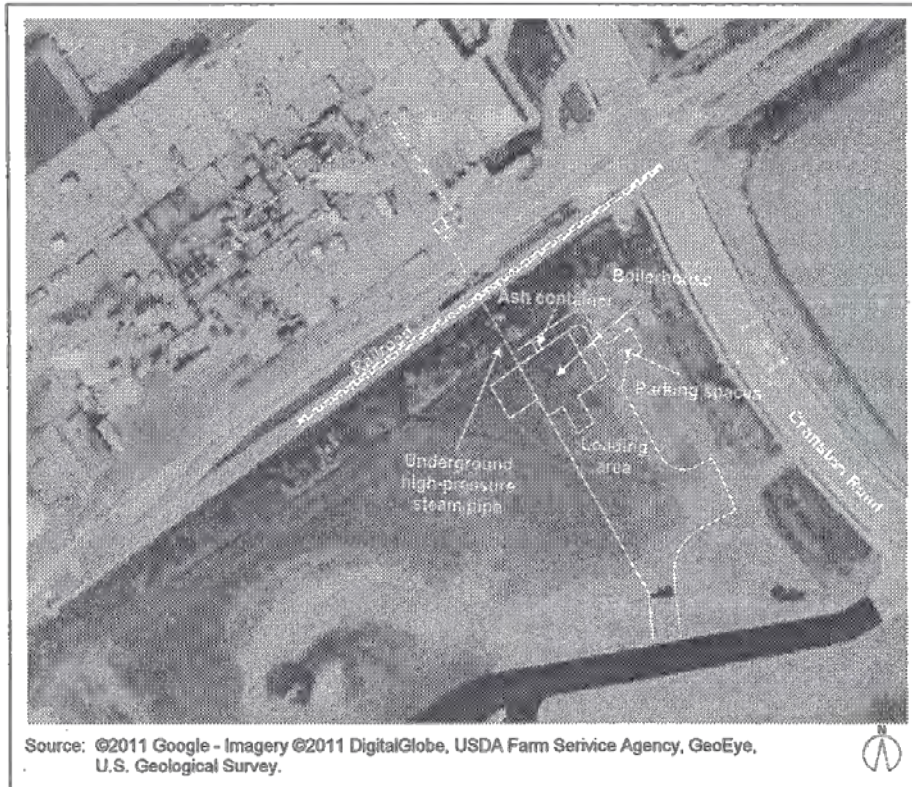 Boilerhouse
Ash container
Railroad
Parking spaces
Loading
area
Underground
high-pressure
steam pipe
Cranston Road
Source: ©2011 Google - Imagery ©2011 DigitalGlobe, USDA Farm Serivice Agency, GeoEye,
U.S. Geological Survey.
N